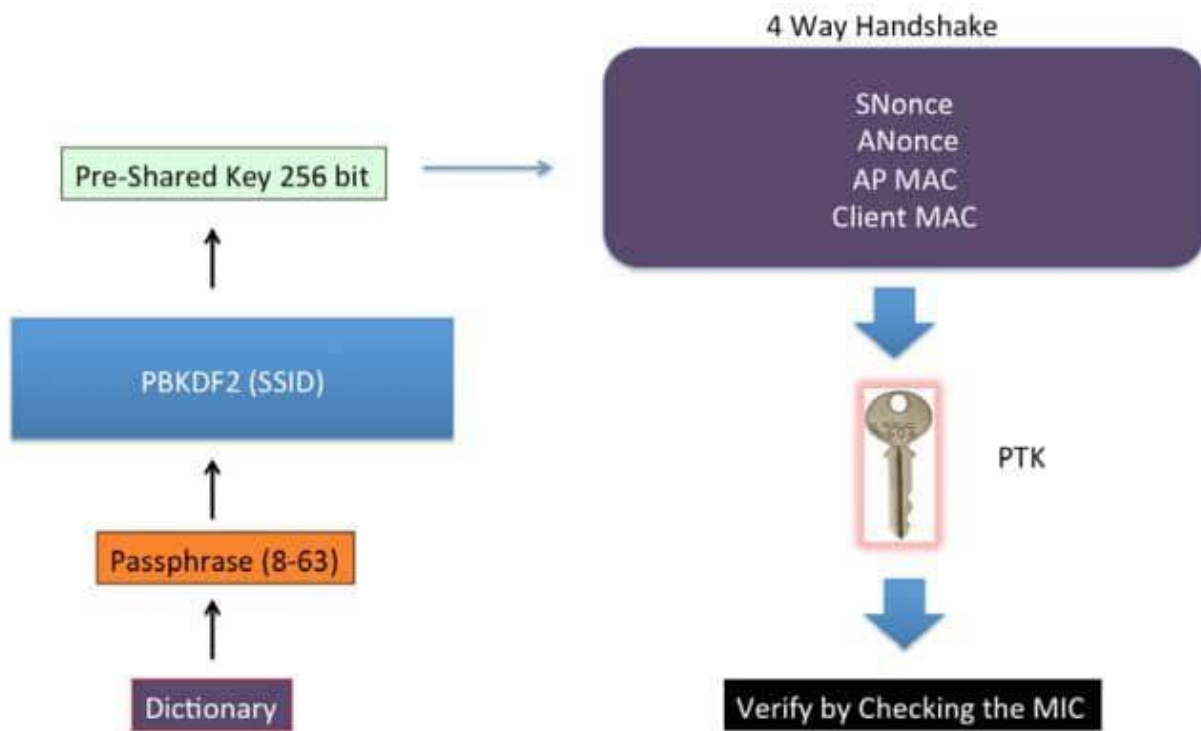 4 Way Handshake
SNonce
ANonce
AP MAC
Client MAC
Pre-Shared Key 256 bit
PBKDF2 (SSID)
PTK
Passphrase (8-63)
Dictionary
Verify by Checking the MIC